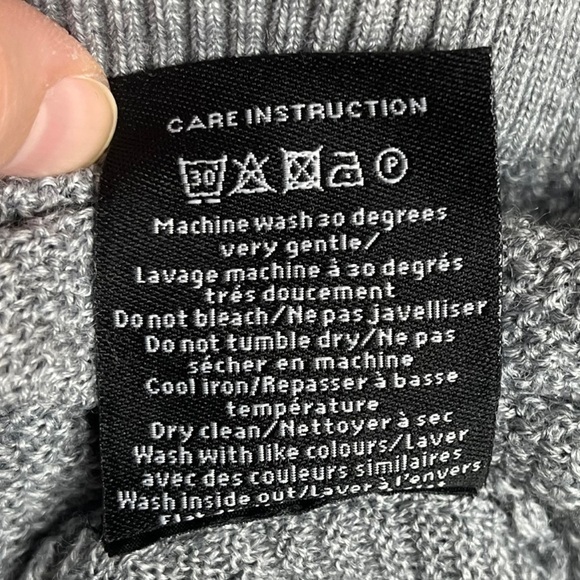 CARE INSTRUCTION
30 P
Machine wash 30 degrees
very gentle/
Lavage machine à 30 degrés
trés doucement
Do not bleach/Ne pas javelliser
Do not tumble dry/Ne pas
sécher en machine
Cool iron/Repasser à basse
température
Dry clean/Nettoyer à sec
Wash with like colours/Laver
avec des couleurs similaires
Wash inside out/Laver à l'envers